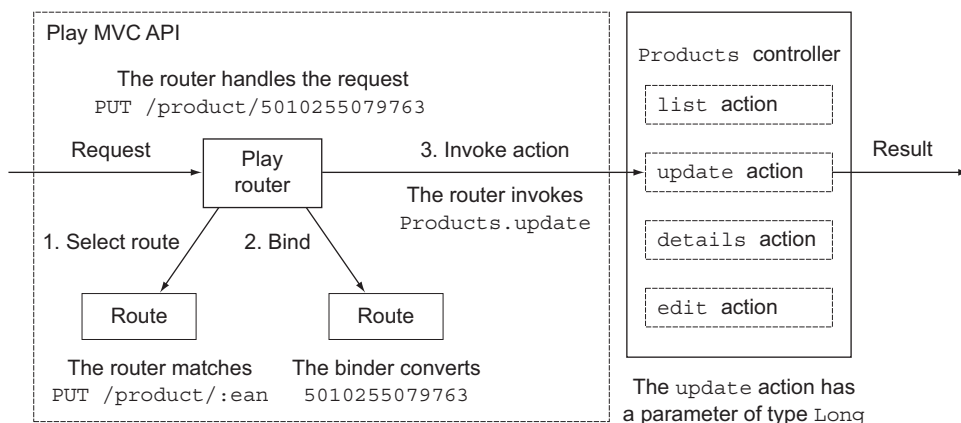 Play MVC API
The router handles the request
PUT /product/5010255079763
Request
Play
router
3. Invoke action
The router invokes
Products.update
1. Select route
2. Bind
Route
Route
The router matches
PUT /product/:ean
The binder converts
5010255079763
Products controller
list action
update action
details action
edit action
Result
The update action has
a parameter of type Long